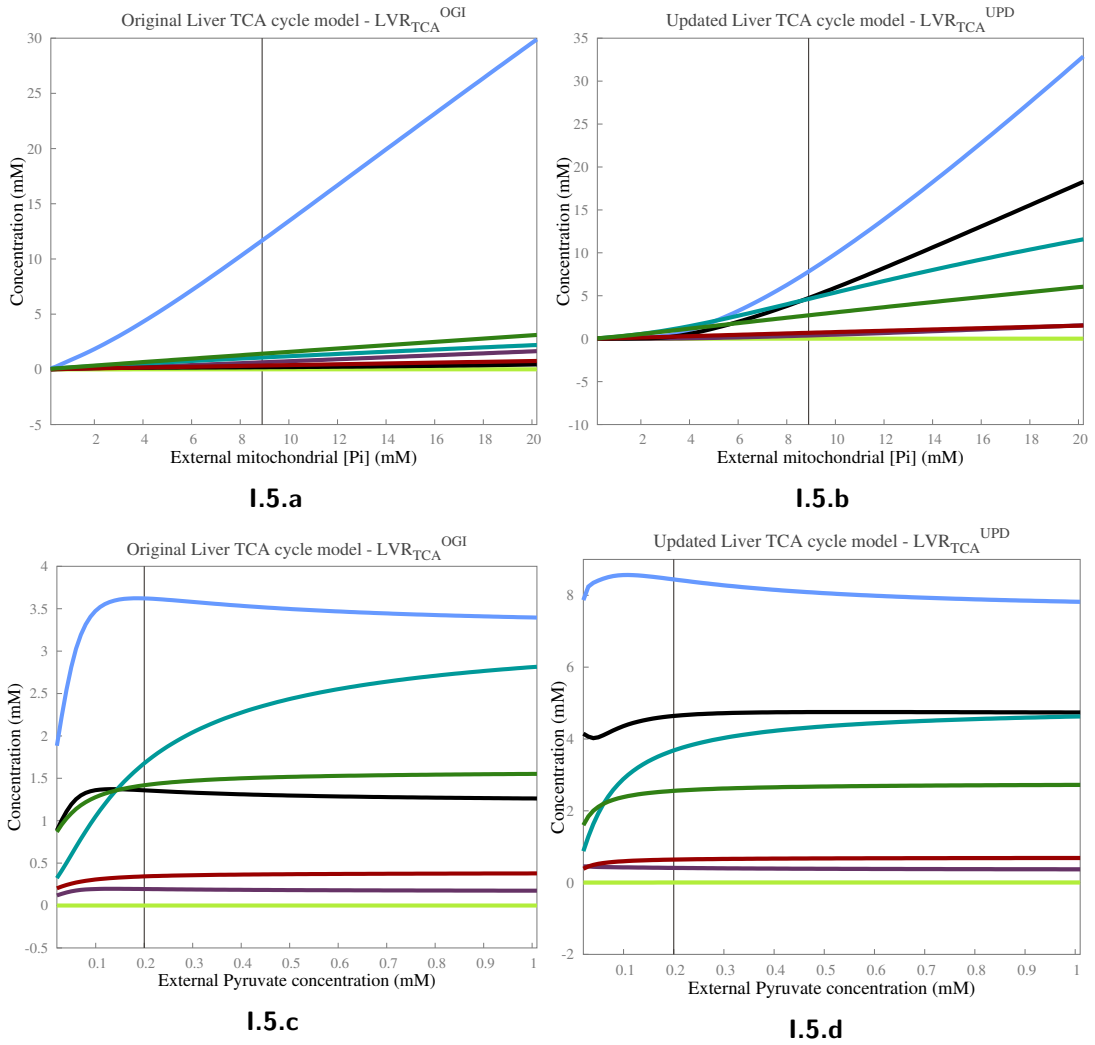 Original Liver TCA cycle model - LVR_TCA^OGI
Concentration (mM)
30
25
20
15
10
5
0
-5
2 4 6 8 10 12 14 16 18 20
External mitochondrial [Pi] (mM)
I.5.a
Updated Liver TCA cycle model - LVR_TCA^UPD
Concentration (mM)
35
30
25
20
15
10
5
0
-5
-10
2 4 6 8 10 12 14 16 18 20
External mitochondrial [Pi] (mM)
I.5.b
Original Liver TCA cycle model - LVR_TCA^OGI
Concentration (mM)
4
3.5
3
2.5
2
1.5
1
0.5
0
-0.5
0.1 0.2 0.3 0.4 0.5 0.6 0.7 0.8 0.9 1
External Pyruvate concentration (mM)
I.5.c
Updated Liver TCA cycle model - LVR_TCA^UPD
Concentration (mM)
8
6
4
2
0
-2
0.1 0.2 0.3 0.4 0.5 0.6 0.7 0.8 0.9 1
External Pyruvate concentration (mM)
I.5.d